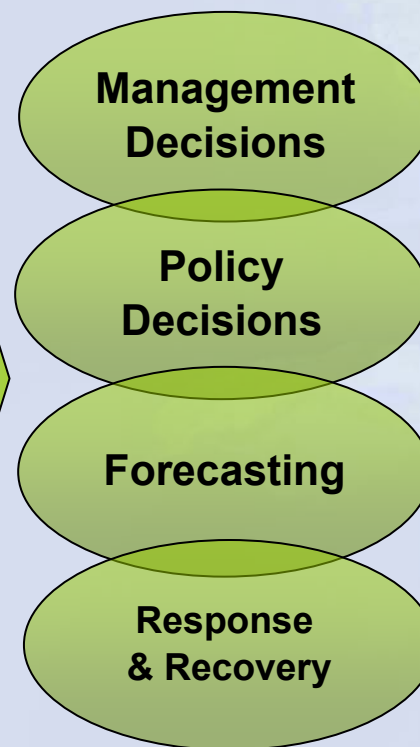 Management
Decisions
Policy
Decisions
Forecasting
Response
& Recovery